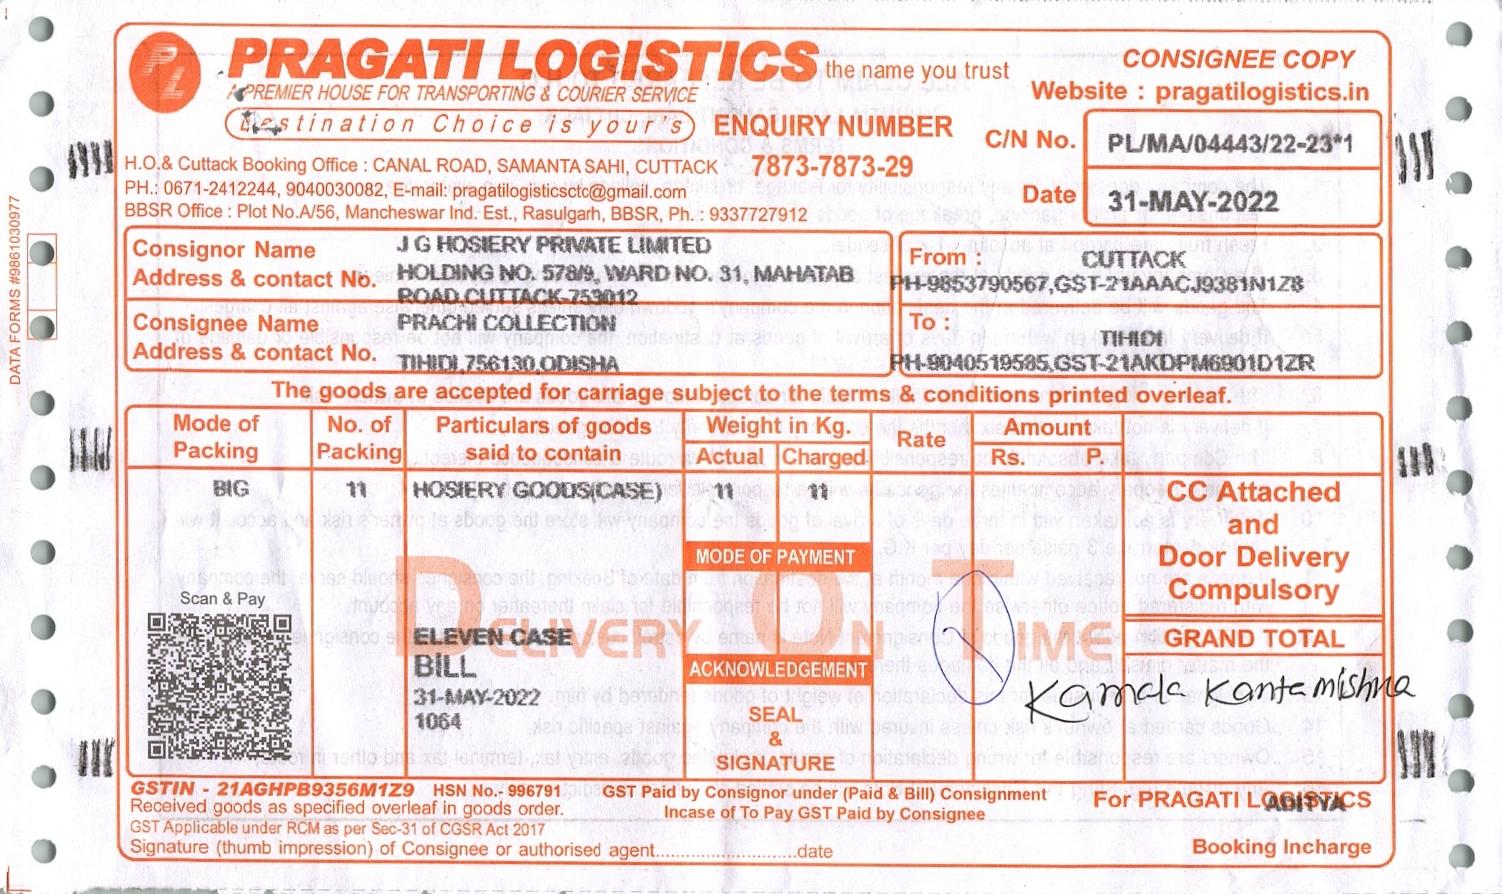 PL
PRAGATI LOGISTICS the name you trust
A PREMIER HOUSE FOR TRANSPORTING & COURIER SERVICE
Destination Choice is your's
CONSIGNEE COPY
Website : pragatilogistics.in
ENQUIRY NUMBER
7873-7873-29
C/N No. PL/MA/04443/22-23*1
Date 31-MAY-2022
H.O.& Cuttack Booking Office : CANAL ROAD, SAMANTA SAHI, CUTTACK
PH.: 0671-2412244, 9040030082, E-mail: pragatilogisticsctc@gmail.com
BBSR Office : Plot No.A/56, Mancheswar Ind. Est., Rasulgarh, BBSR, Ph.: 9337727912
DATA FORMS #9861030977
Consignor Name J G HOSIERY PRIVATE LIMITED
Address & contact No. HOLDING NO. 578/9, WARD NO. 31, MAHATAB
ROAD,CUTTACK-753012
From : CUTTACK
PH-9853790567,GST-21AAACJ9381N1Z8
Consignee Name PRACHI COLLECTION
Address & contact No. TIHIDI,756130,ODISHA
To : TIHIDI
PH-9040519585,GST-21AKDPM6901D1ZR
The goods are accepted for carriage subject to the terms & conditions printed overleaf.
Mode of Packing
No. of Packing
Particulars of goods said to contain
Weight in Kg.
Actual Charged
Rate
Amount
Rs. P.
BIG 11 HOSIERY GOODS(CASE) 11 11
CC Attached
and
Door Delivery
Compulsory
MODE OF PAYMENT
DELIVERY ON TIME
Scan & Pay
ELEVEN CASE
BILL
31-MAY-2022
1064
ACKNOWLEDGEMENT
SEAL
&
SIGNATURE
2
GRAND TOTAL
Kamala Kanta mishra
GSTIN - 21AGHPB9356M1Z9 HSN No.- 996791
GST Paid by Consignor under (Paid & Bill) Consignment
Incase of To Pay GST Paid by Consignee
Received goods as specified overleaf in goods order.
GST Applicable under RCM as per Sec-31 of CGSR Act 2017
Signature (thumb impression) of Consignee or authorised agent..........................date
For PRAGATI LOGISTICS
ADITYA
Booking Incharge